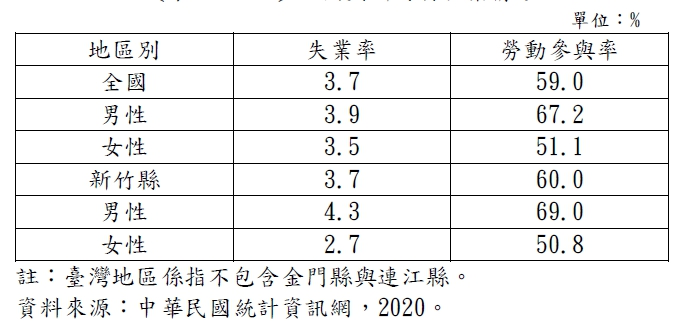 單位：%
地區別 失業率 勞動參與率
全國 3.7 59.0
男性 3.9 67.2
女性 3.5 51.1
新竹縣 3.7 60.0
男性 4.3 69.0
女性 2.7 50.8
註：臺灣地區係指不包含金門縣與連江縣。
資料來源：中華民國統計資訊網，2020。